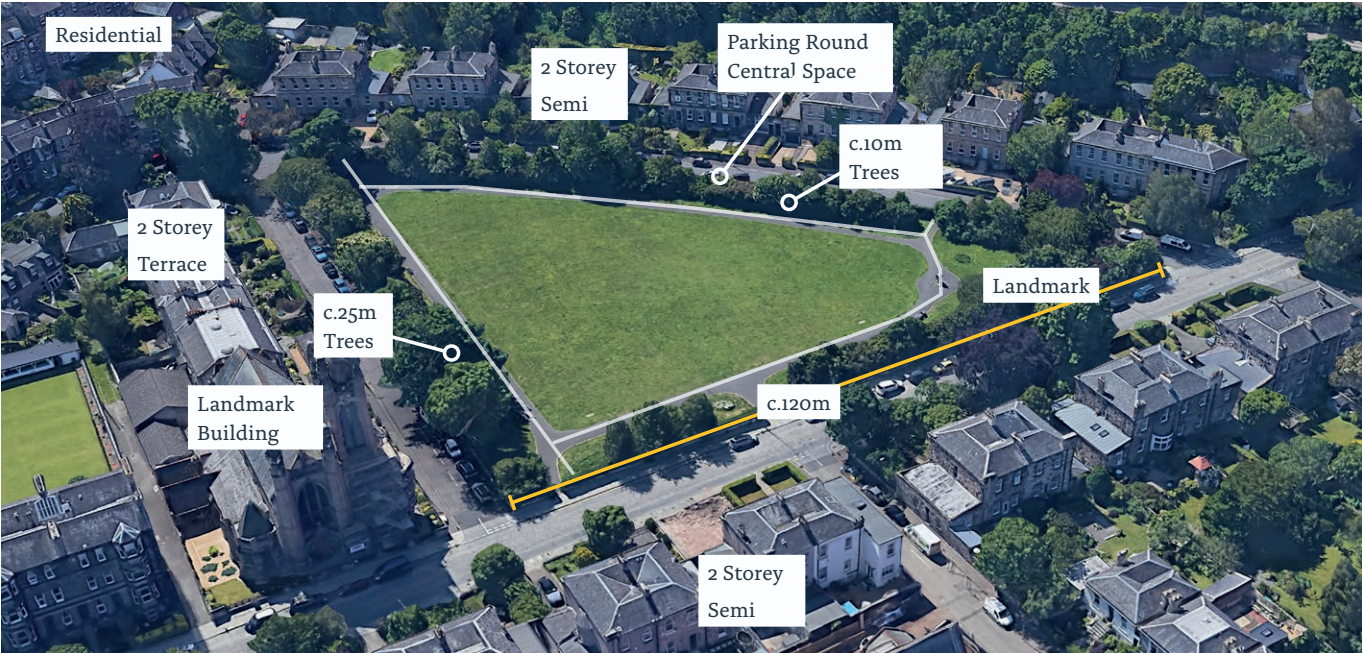 Residential
2 Storey
Semi
Parking Round
Central Space
c.10m
Trees
2 Storey
Terrace
Landmark
c.25m
Trees
Landmark
Building
c.120m
2 Storey
Semi